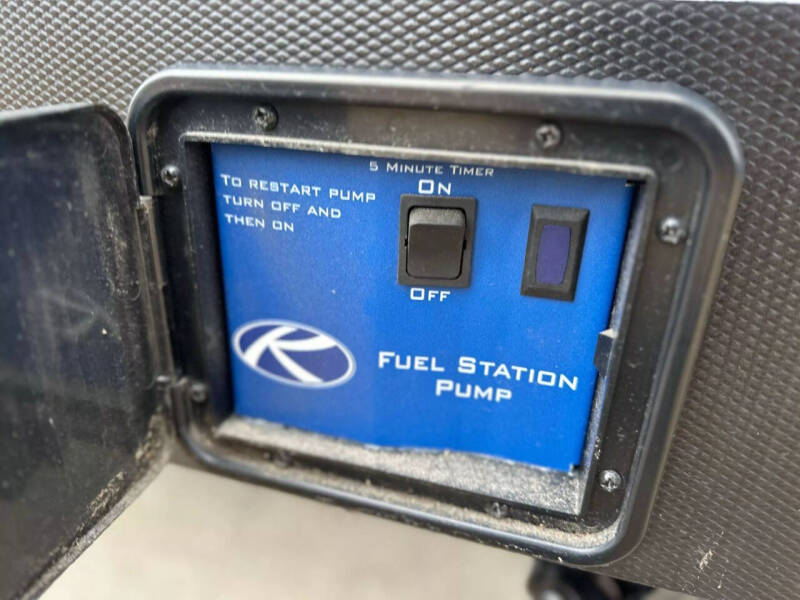 5 MINUTE TIMER
ON
TO RESTART PUMP
TURN OFF AND
THEN ON
OFF
K
FUEL STATION
PUMP